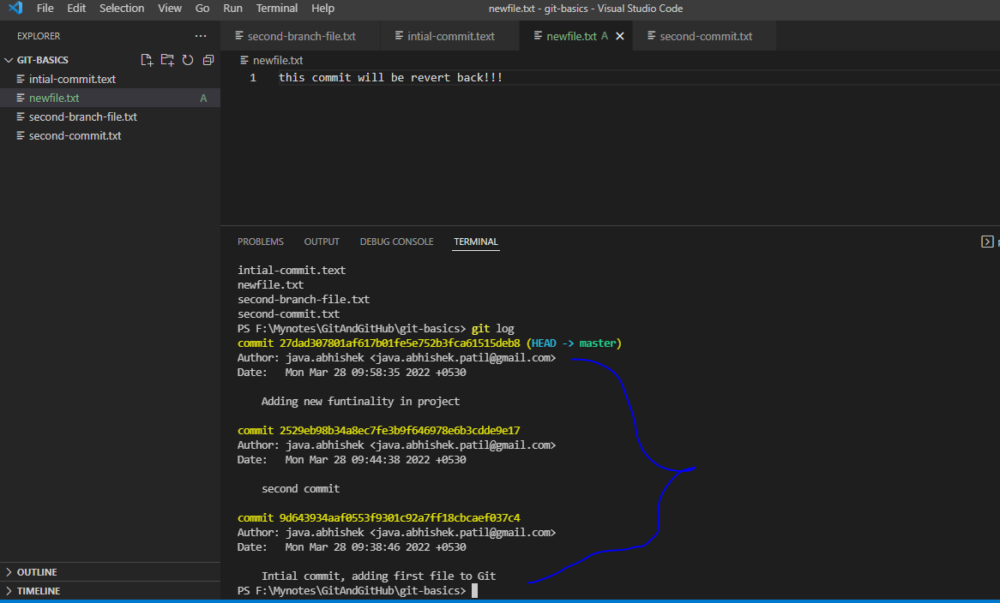 File Edit Selection View Go Run Terminal Help
newfile.txt - git-basics - Visual Studio Code
EXPLORER
second-branch-file.txt intial-commit.text newfile.txt A second-commit.txt
GIT-BASICS
intial-commit.text
newfile.txt A
second-branch-file.txt
second-commit.txt
newfile.txt
1 this commit will be revert back!!!
PROBLEMS OUTPUT DEBUG CONSOLE TERMINAL
intial-commit.text
newfile.txt
second-branch-file.txt
second-commit.txt
PS F:\Mynotes\GitAndGitHub\git-basics> git log
commit 27dad307801af617b01fe5e752b3fca61515deb8 (HEAD -> master)
Author: java.abhishek <java.abhishek.patil@gmail.com>
Date:   Mon Mar 28 09:58:35 2022 +0530
Adding new funtinality in project
commit 2529eb98b34a8ec7fe3b9f646978e6b3cdde9e17
Author: java.abhishek <java.abhishek.patil@gmail.com>
Date:   Mon Mar 28 09:44:38 2022 +0530
second commit
commit 9d643934aaf0553f9301c92a7ff18cbcaef037c4
Author: java.abhishek <java.abhishek.patil@gmail.com>
Date:   Mon Mar 28 09:38:46 2022 +0530
Intial commit, adding first file to Git
PS F:\Mynotes\GitAndGitHub\git-basics>
OUTLINE
TIMELINE